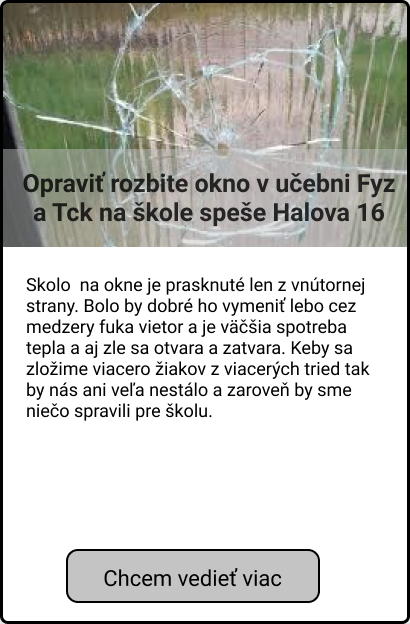 Opraviť rozbite okno v učebni Fyz
a Tck na škole speše Halova 16
Skolo  na okne je prasknuté len z vnútornej
strany. Bolo by dobré ho vymeniť lebo cez
medzery fuka vietor a je väčšia spotreba
tepla a aj zle sa otvara a zatvara. Keby sa
zložime viacero žiakov z viacerých tried tak
by nás ani veľa nestálo a zaroveň by sme
niečo spravili pre školu.
Chcem vedieť viac